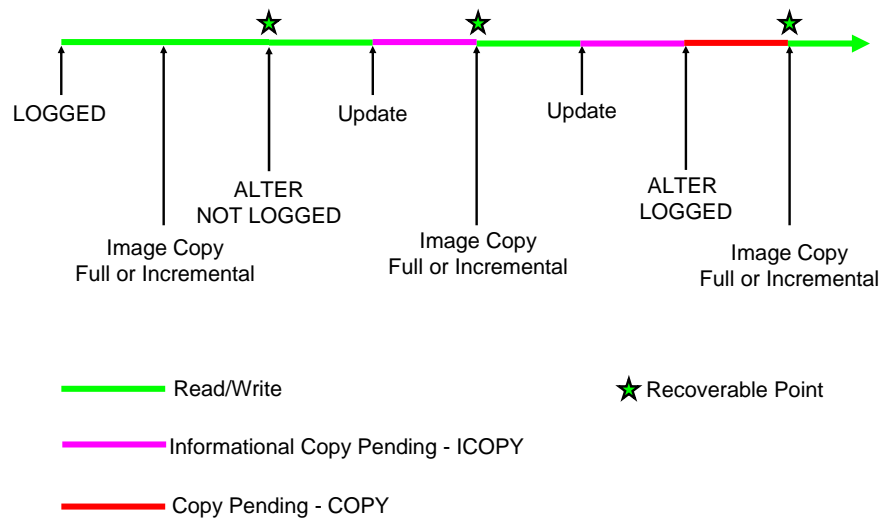 LOGGED
Update
Update
ALTER
NOT LOGGED
ALTER
LOGGED
Image Copy
Full or Incremental
Image Copy
Full or Incremental
Image Copy
Full or Incremental
Read/Write
Recoverable Point
Informational Copy Pending - ICOPY
Copy Pending - COPY